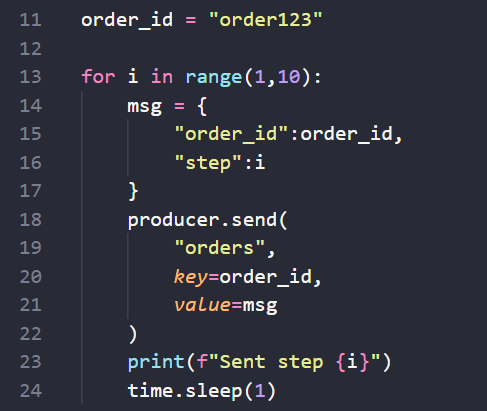 11 order_id = "order123"
12
13 for i in range(1,10):
14     msg = {
15         "order_id":order_id,
16         "step":i
17     }
18     producer.send(
19         "orders",
20         key=order_id,
21         value=msg
22     )
23     print(f"Sent step {i}")
24     time.sleep(1)